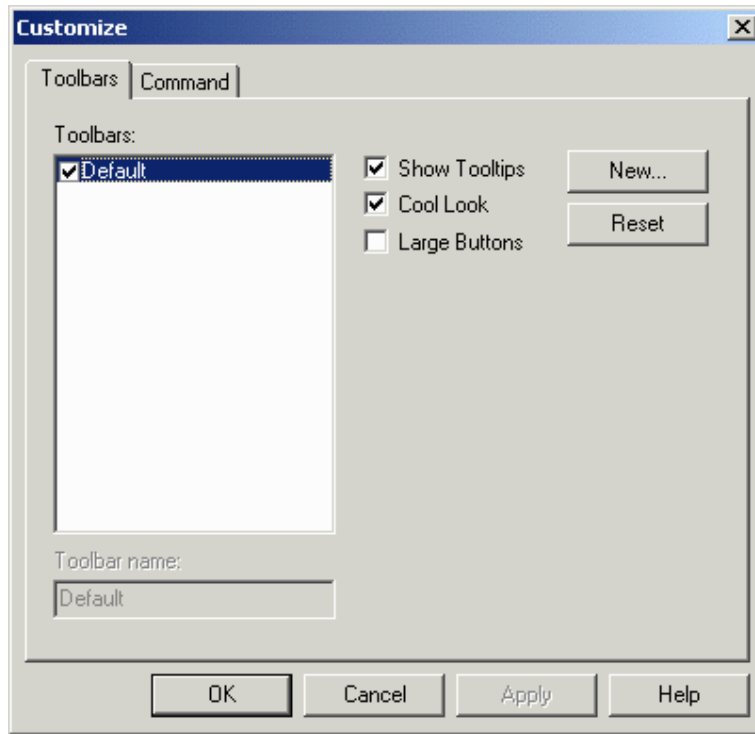 Customize
Toolbars
Command
Toolbars:
Default
Show Tooltips
Cool Look
Large Buttons
New...
Reset
Toolbar name:
Default
OK
Cancel
Apply
Help